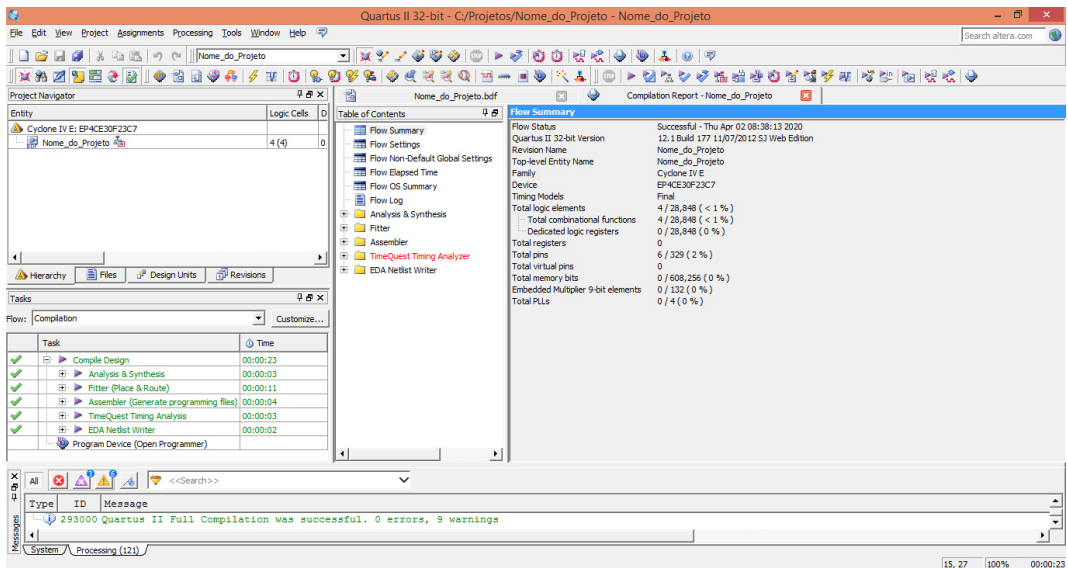 Quartus II 32-bit - C:/Projetos/Nome_do_Projeto - Nome_do_Projeto
File Edit View Project Assignments Processing Tools Window Help
Search altera.com
Nome_do_Projeto
Project Navigator
Entity Logic Cells D
Cyclone IV E: EP4CE30F23C7
Nome_do_Projeto 4 (4) 0
Hierarchy Files Design Units Revisions
Tasks
Flow: Compilation Customize...
Task Time
Compile Design 00:00:23
Analysis & Synthesis 00:00:03
Fitter (Place & Route) 00:00:11
Assembler (Generate programming files) 00:00:04
TimeQuest Timing Analysis 00:00:03
EDA Netlist Writer 00:00:02
Program Device (Open Programmer)
Nome_do_Projeto.bdf
Compilation Report - Nome_do_Projeto
Table of Contents
Flow Summary
Flow Settings
Flow Non-Default Global Settings
Flow Elapsed Time
Flow OS Summary
Flow Log
Analysis & Synthesis
Fitter
Assembler
TimeQuest Timing Analyzer
EDA Netlist Writer
Flow Summary
Flow Status Successful - Thu Apr 02 08:38:13 2020
Quartus II 32-bit Version 12.1 Build 177 11/07/2012 SJ Web Edition
Revision Name Nome_do_Projeto
Top-level Entity Name Nome_do_Projeto
Family Cyclone IV E
Device EP4CE30F23C7
Timing Models Final
Total logic elements 4 / 28,848 ( < 1 % )
Total combinational functions 4 / 28,848 ( < 1 % )
Dedicated logic registers 0 / 28,848 ( 0 % )
Total registers 0
Total pins 6 / 329 ( 2 % )
Total virtual pins 0
Total memory bits 0 / 608,256 ( 0 % )
Embedded Multiplier 9-bit elements 0 / 132 ( 0 % )
Total PLLs 0 / 4 ( 0 % )
All 3 6 <<Search>>
Type ID Message
293000 Quartus II Full Compilation was successful. 0 errors, 9 warnings
Messages
System Processing (121)
15, 27 100% 00:00:23